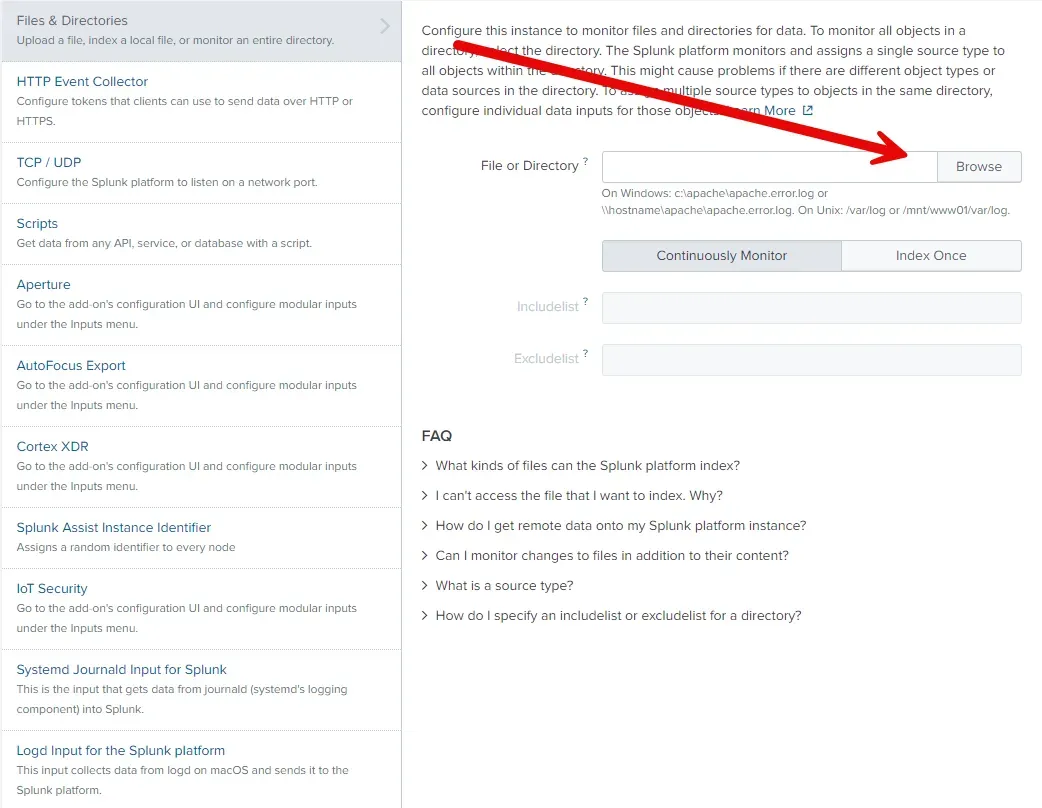 Files & Directories
Upload a file, index a local file, or monitor an entire directory.
HTTP Event Collector
Configure tokens that clients can use to send data over HTTP or
HTTPS.
TCP / UDP
Configure the Splunk platform to listen on a network port.
Scripts
Get data from any API, service, or database with a script.
Aperture
Go to the add-on's configuration UI and configure modular inputs
under the Inputs menu.
AutoFocus Export
Go to the add-on's configuration UI and configure modular inputs
under the Inputs menu.
Cortex XDR
Go to the add-on's configuration UI and configure modular inputs
under the Inputs menu.
Splunk Assist Instance Identifier
Assigns a random identifier to every node
IoT Security
Go to the add-on's configuration UI and configure modular inputs
under the Inputs menu.
Systemd Journald Input for Splunk
This is the input that gets data from journald (systemd's logging
component) into Splunk.
Logd Input for the Splunk platform
This input collects data from logd on macOS and sends it to the
Splunk platform.
Configure this instance to monitor files and directories for data. To monitor all objects in a
directory, select the directory. The Splunk platform monitors and assigns a single source type to
all objects within the directory. This might cause problems if there are different object types or
data sources in the directory. To assign multiple source types to objects in the same directory,
configure individual data inputs for those objects. Learn More
File or Directory ?
Browse
On Windows: c:\apache\apache.error.log or
\\hostname\apache\apache.error.log. On Unix: /var/log or /mnt/www01/var/log.
Continuously Monitor
Index Once
Includelist ?
Excludelist ?
FAQ
What kinds of files can the Splunk platform index?
I can't access the file that I want to index. Why?
How do I get remote data onto my Splunk platform instance?
Can I monitor changes to files in addition to their content?
What is a source type?
How do I specify an includelist or excludelist for a directory?